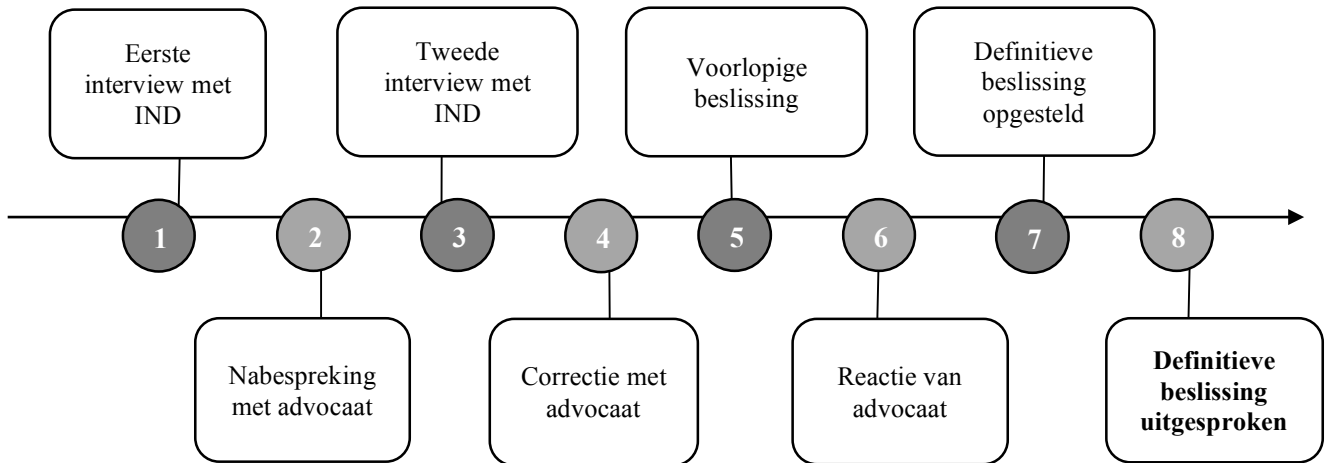 Eerste
interview met
IND
Tweede
interview met
IND
Voorlopige
beslissing
Definitieve
beslissing
opgesteld
1
2
3
4
5
6
7
8
Nabespreking
met advocaat
Correctie met
advocaat
Reactie van
advocaat
Definitieve
beslissing
uitgesproken